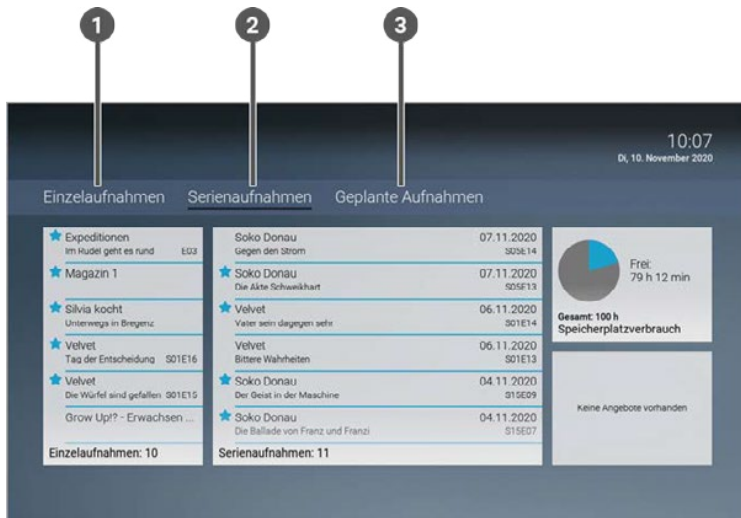 1 2 3
10:07
Di, 10. November 2020
Einzelaufnahmen Serienaufnahmen Geplante Aufnahmen
Expeditionen
Im Rudel geht es rund E03
Magazin 1
Silvia kocht
Unterwegs in Bregenz
Velvet
Tag der Entscheidung S01E16
Velvet
Die Würfel sind gefallen S01E15
Grow Up!? - Erwachsen ...
Einzelaufnahmen: 10
Soko Donau 07.11.2020
Gegen den Strom S05E14
Soko Donau 07.11.2020
Die Akte Schweikhart S05E13
Velvet 06.11.2020
Vater sein dagegen sehr S01E14
Velvet 06.11.2020
Bittere Wahrheiten S01E13
Soko Donau 04.11.2020
Der Geist in der Maschine S15E09
Soko Donau 04.11.2020
Die Ballade von Franz und Franzi S15E07
Serienaufnahmen: 11
Frei:
79 h 12 min
Gesamt: 100 h
Speicherplatzverbrauch
Keine Angebote vorhanden